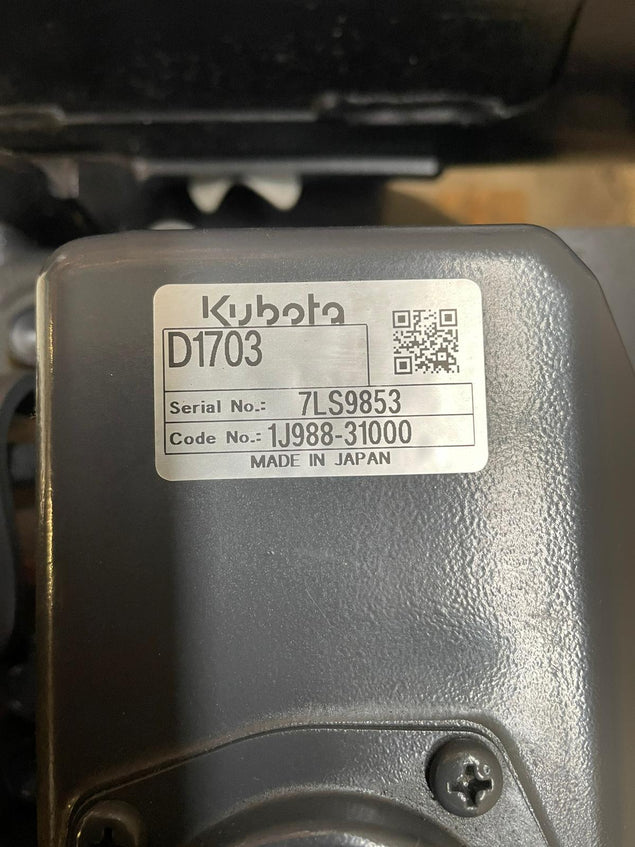 Kubota
D1703
Serial No.: 7LS9853
Code No.: 1J988-31000
MADE IN JAPAN